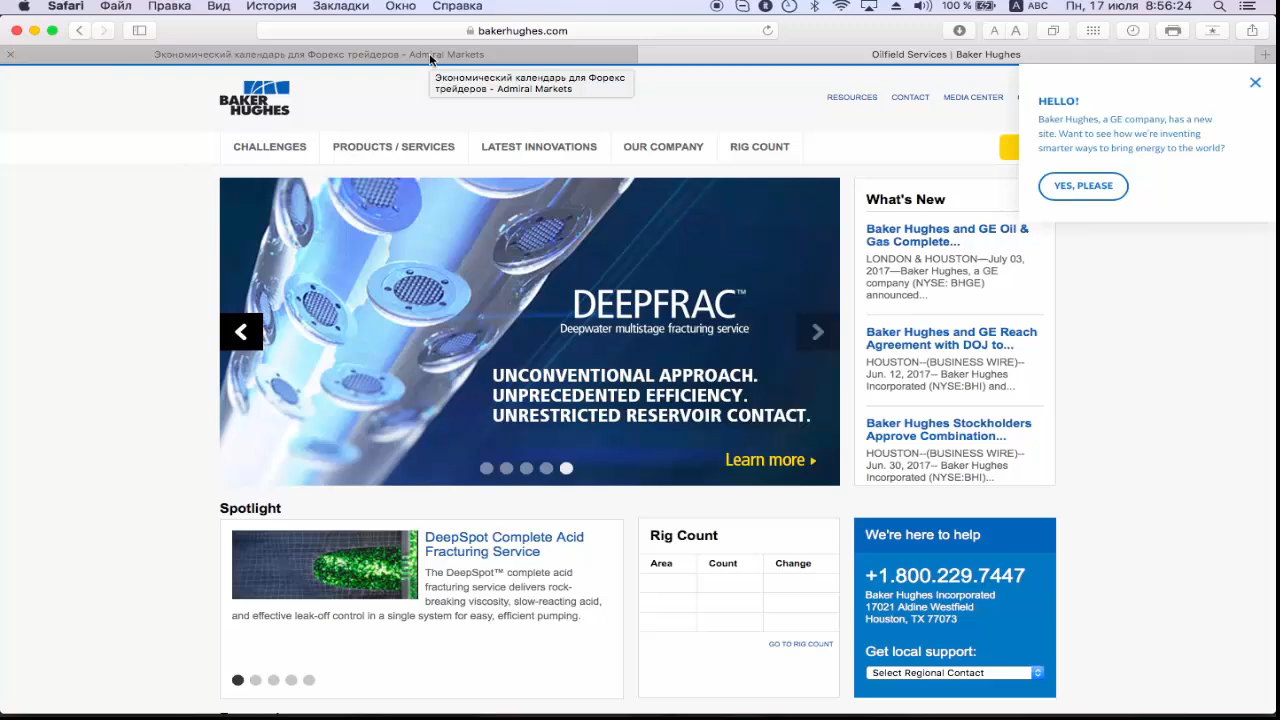 Safari Файл Правка Вид История Закладки Окно Справка 100 % ABC Пн, 17 июля 8:56:24
bakerhughes.com
A A
Экономический календарь для Форекс трейдеров - Admiral Markets
Oilfield Services | Baker Hughes
Экономический календарь для Форекс
трейдеров - Admiral Markets
BAKER
HUGHES
RESOURCES CONTACT MEDIA CENTER
HELLO!
Baker Hughes, a GE company, has a new
site. Want to see how we're inventing
smarter ways to bring energy to the world?
YES, PLEASE
CHALLENGES PRODUCTS / SERVICES LATEST INNOVATIONS OUR COMPANY RIG COUNT
DEEPFRAC™
Deepwater multistage fracturing service
UNCONVENTIONAL APPROACH.
UNPRECEDENTED EFFICIENCY.
UNRESTRICTED RESERVOIR CONTACT.
Learn more
What's New
Baker Hughes and GE Oil &
Gas Complete...
LONDON & HOUSTON—July 03,
2017—Baker Hughes, a GE
company (NYSE: BHGE)
announced...
Baker Hughes and GE Reach
Agreement with DOJ to...
HOUSTON--(BUSINESS WIRE)--
Jun. 12, 2017-- Baker Hughes
Incorporated (NYSE:BHI) and...
Baker Hughes Stockholders
Approve Combination...
HOUSTON--(BUSINESS WIRE)--
Jun. 30, 2017-- Baker Hughes
Incorporated (NYSE:BHI)...
Spotlight
DeepSpot Complete Acid
Fracturing Service
The DeepSpot™ complete acid
fracturing service delivers rock-
breaking viscosity, slow-reacting acid,
and effective leak-off control in a single system for easy, efficient pumping.
Rig Count
Area Count Change
GO TO RIG COUNT
We're here to help
+1.800.229.7447
Baker Hughes Incorporated
17021 Aldine Westfield
Houston, TX 77073
Get local support:
Select Regional Contact